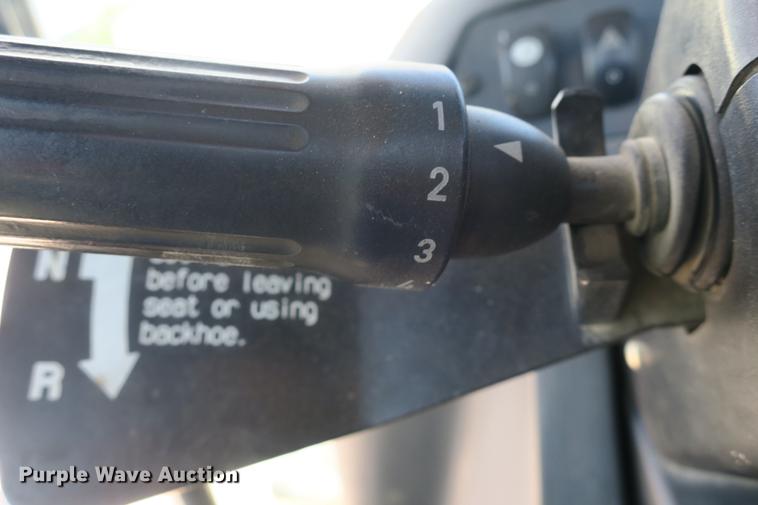 1
2
3
N
before leaving
seat or using
backhoe.
R
Purple Wave Auction